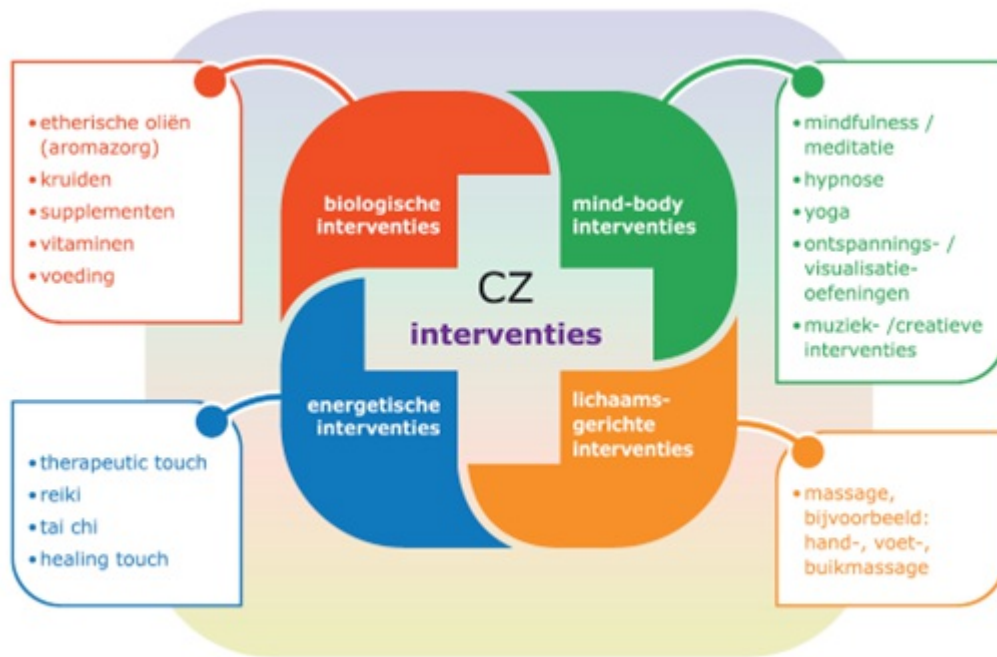 • etherische oliën
(aromazorg)
• kruiden
• supplementen
• vitaminen
• voeding
biologische
interventies
mind-body
interventies
• mindfulness /
meditatie
• hypnose
• yoga
• ontspannings- /
visualisatie-
oefeningen
• muziek- /creatieve
interventies
CZ
interventies
energetische
interventies
lichaams-
gerichte
interventies
• therapeutic touch
• reiki
• tai chi
• healing touch
• massage,
bijvoorbeeld:
hand-, voet-,
buikmassage